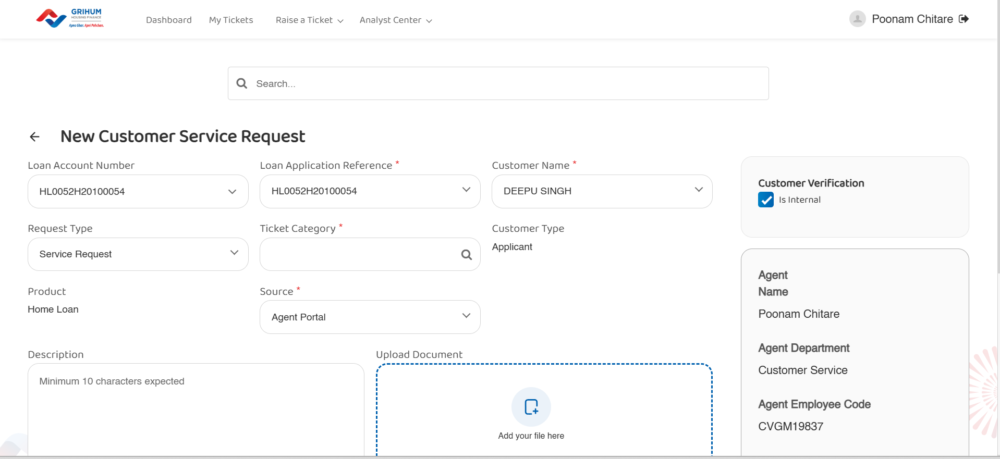 GRIHUM
HOUSING FINANCE
Apna Ghar. Apni Pehchan.
Dashboard
My Tickets
Raise a Ticket
Analyst Center
Poonam Chitare
Search...
New Customer Service Request
Loan Account Number
HL0052H20100054
Loan Application Reference *
HL0052H20100054
Customer Name *
DEEPU SINGH
Request Type
Service Request
Ticket Category *
Customer Type
Applicant
Product
Home Loan
Source *
Agent Portal
Description
Minimum 10 characters expected
Upload Document
Add your file here
Customer Verification
Is Internal
Agent
Name
Poonam Chitare
Agent Department
Customer Service
Agent Employee Code
CVGM19837